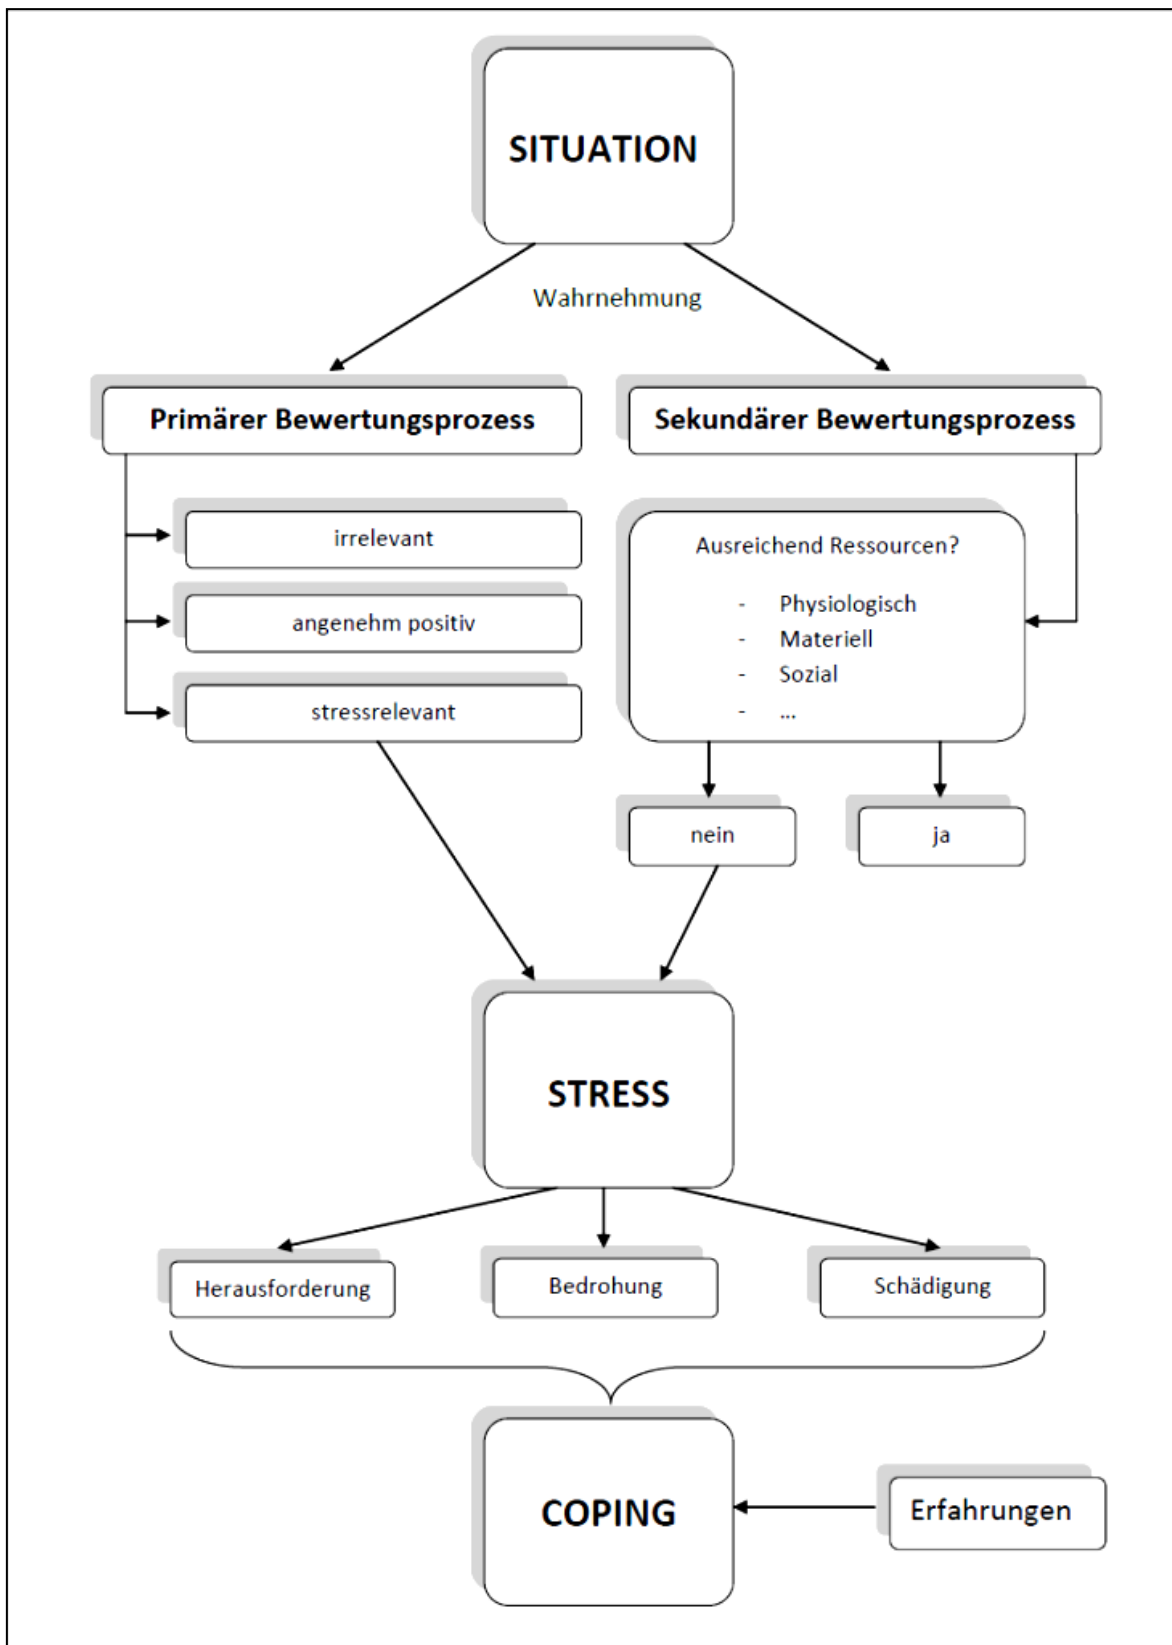 SITUATION
Wahrnehmung
Primärer Bewertungsprozess
irrelevant
angenehm positiv
stressrelevant
Sekundärer Bewertungsprozess
Ausreichend Ressourcen?
- Physiologisch
- Materiell
- Sozial
- ...
nein
ja
STRESS
Herausforderung
Bedrohung
Schädigung
COPING
Erfahrungen